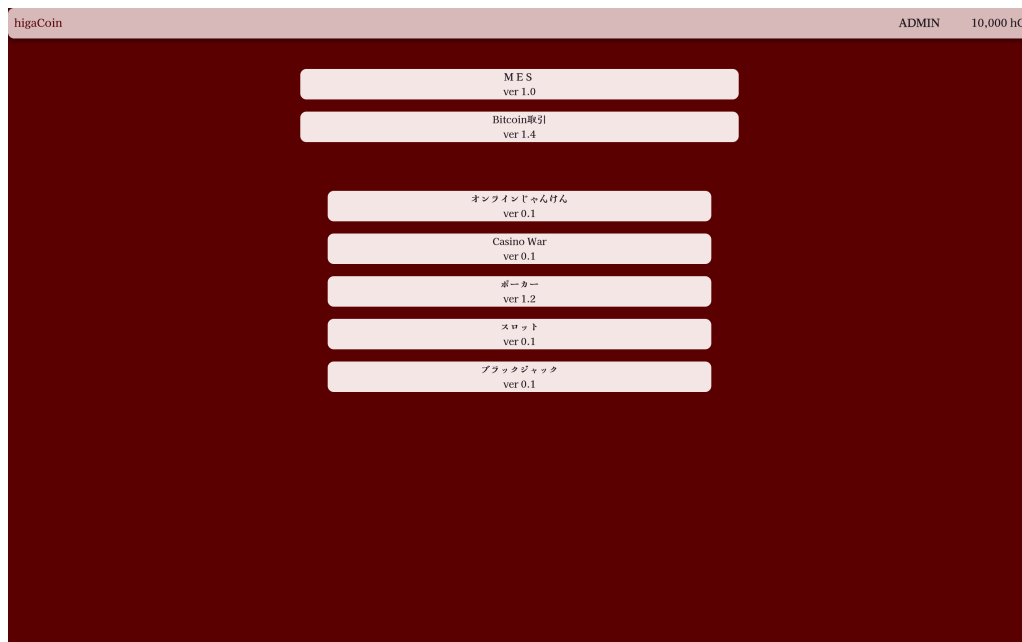 higaCoin
ADMIN 10,000 hC
M E S
ver 1.0
Bitcoin取引
ver 1.4
オンラインじゃんけん
ver 0.1
Casino War
ver 0.1
ポーカー
ver 1.2
スロット
ver 0.1
ブラックジャック
ver 0.1